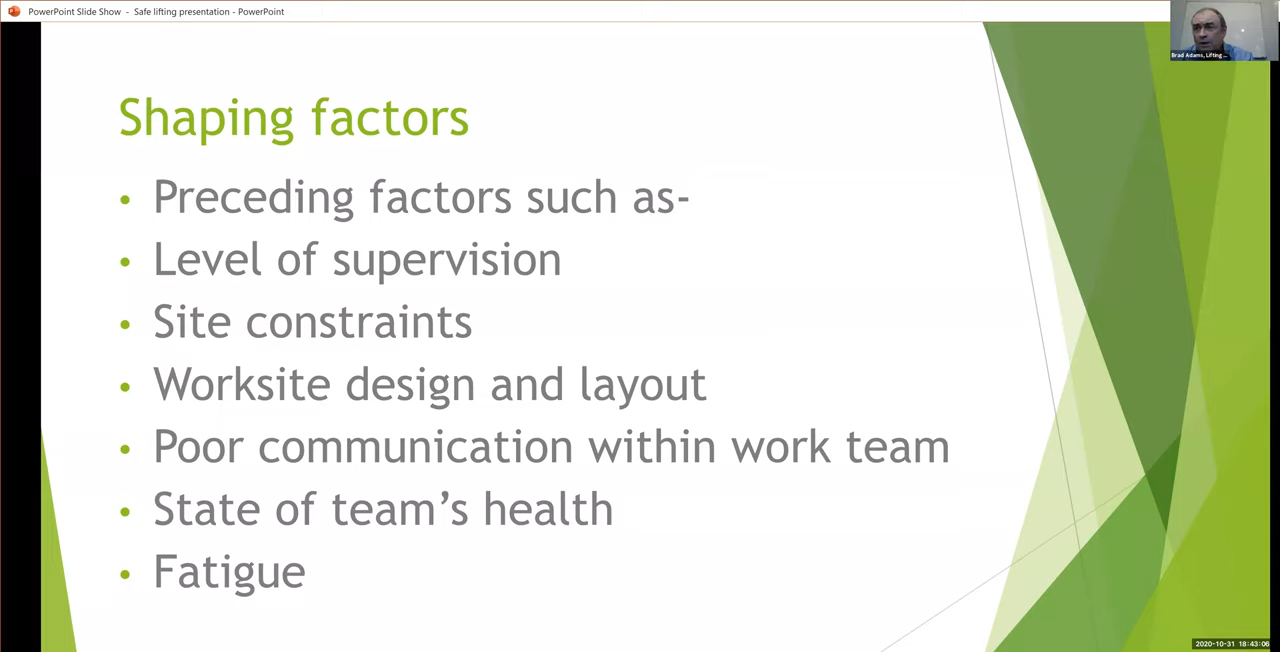 PowerPoint Slide Show - Safe lifting presentation - PowerPoint
Brad Adams, Lifting ...
Shaping factors
• Preceding factors such as-
• Level of supervision
• Site constraints
• Worksite design and layout
• Poor communication within work team
• State of team’s health
• Fatigue
2020-10-31 18:43:06